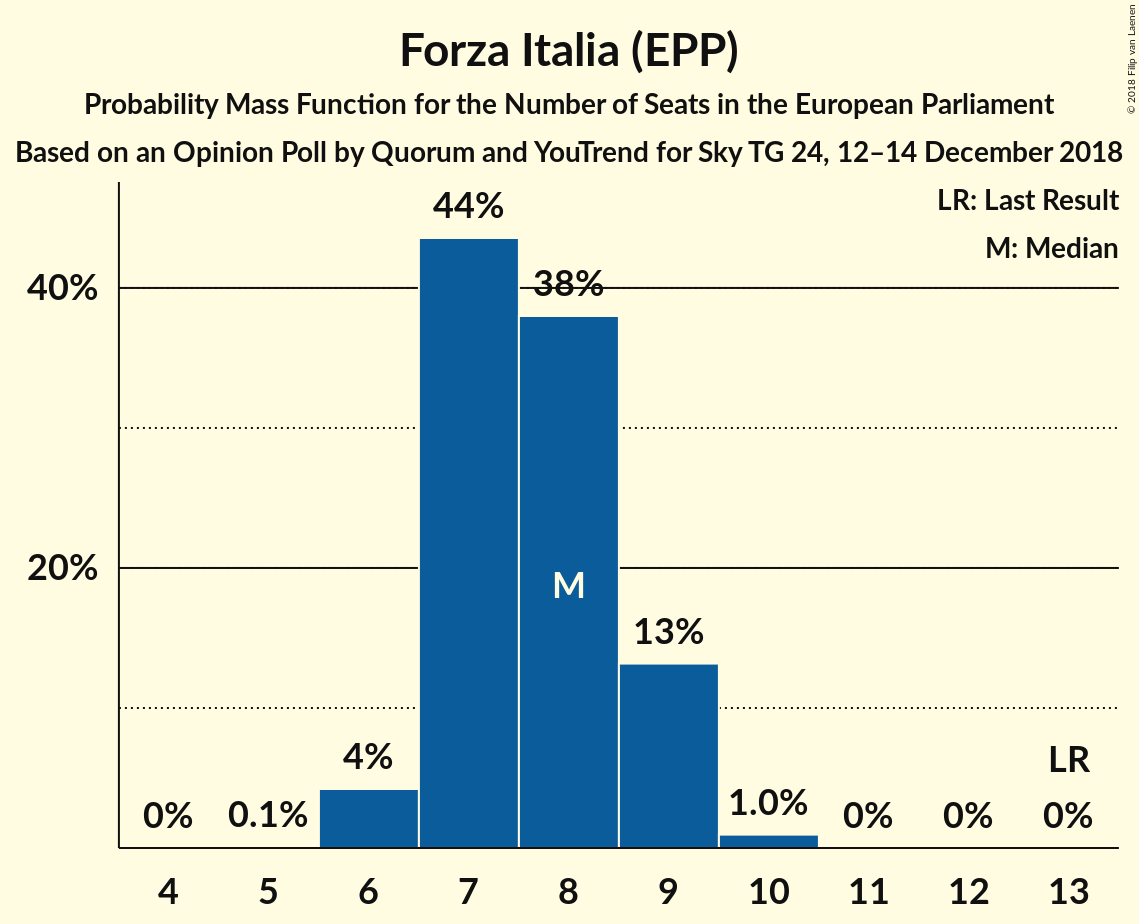 Forza Italia (EPP)
Probability Mass Function for the Number of Seats in the European Parliament
Based on an Opinion Poll by Quorum and YouTrend for Sky TG 24, 12–14 December 2018
© 2018 Filip van Laenen
LR: Last Result
M: Median
44%
40%
38%
20%
M
13%
4%
LR
0%
0.1%
1.0%
0%
0%
0%
4 5 6 7 8 9 10 11 12 13